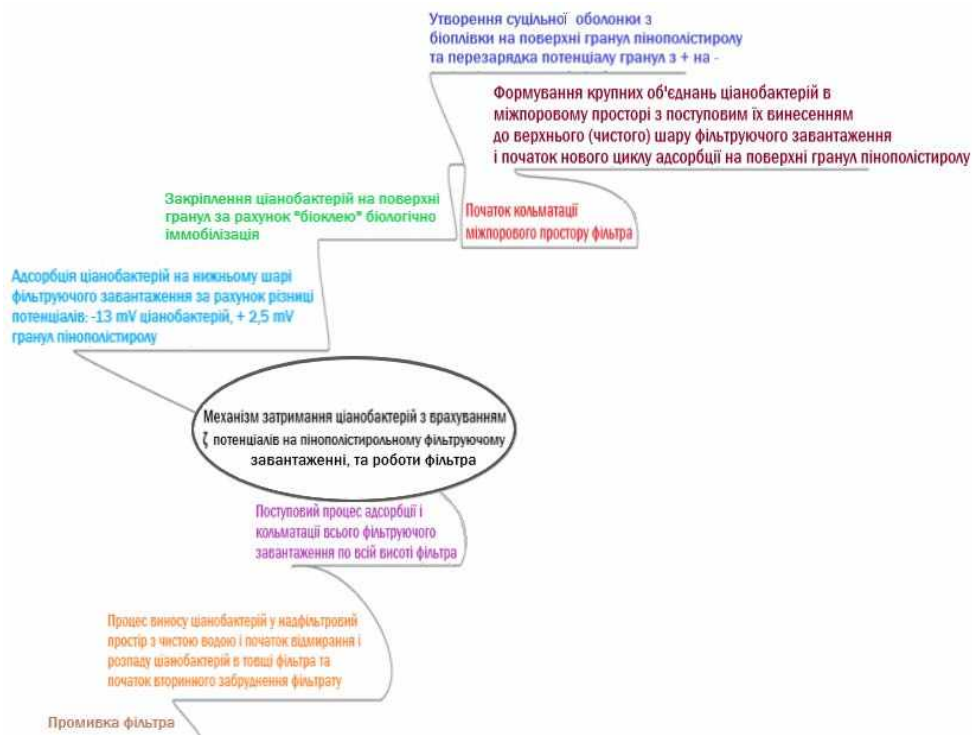 Утворення суцільної оболонки з
біоплівки на поверхні гранул пінополістиролу
та перезарядка потенціалу гранул з + на -
Формування крупних об'єднань ціанобактерій в
міжпоровому просторі з поступовим їх винесенням
до верхнього (чистого) шару фільтруючого завантаження
і початок нового циклу адсорбції на поверхні гранул пінополістиролу
Закріплення ціанобактерій на поверхні
гранул за рахунок "біоклею" біологічно
іммобілізація
Початок кольматації
міжпорового простору фільтра
Адсорбція ціанобактерій на нижньому шарі
фільтруючого завантаження за рахунок різниці
потенціалів: -13 mV ціанобактерій, + 2,5 mV
гранул пінополістиролу
Механізм затримання ціанобактерій з врахуванням
ζ потенціалів на пінополістирольному фільтруючому
завантаженні, та роботи фільтра
Поступовий процес адсорбції і
кольматації всього фільтруючого
завантаження по всій висоті фільтра
Процес виносу ціанобактерій у надфільтровий
простір з чистою водою і початок відмирання і
розпаду ціанобактерій в товщі фільтра та
початок вторинного забруднення фільтрату
Промивка фільтра